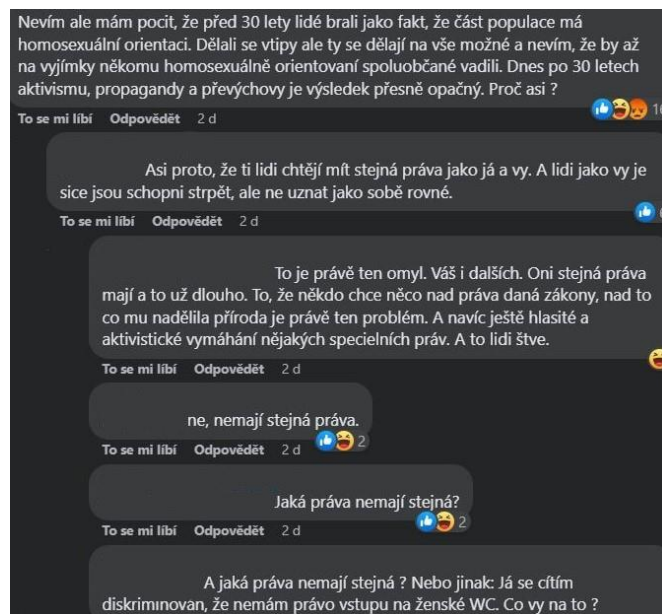 Nevím ale mám pocit, že před 30 lety lidé brali jako fakt, že část populace má
homosexuální orientaci. Dělali se vtipy ale ty se dělají na vše možné a nevím, že by až
na vyjímky někomu homosexuálně orientovaní spoluobčané vadili. Dnes po 30 letech
aktivismu, propagandy a převýchovy je výsledek přesně opačný. Proč asi ?
To se mi líbí Odpovědět 2 d
Asi proto, že ti lidi chtějí mít stejná práva jako já a vy. A lidi jako vy je
sice jsou schopni strpět, ale ne uznat jako sobě rovné.
To se mi líbí Odpovědět 2 d
To je právě ten omyl. Váš i dalších. Oni stejná práva
mají a to už dlouho. To, že někdo chce něco nad práva daná zákony, nad to
co mu nadělila příroda je právě ten problém. A navíc ještě hlasité a
aktivistické vymáhání nějakých specielních práv. A to lidi štve.
To se mi líbí Odpovědět 2 d
ne, nemají stejná práva.
2
To se mi líbí Odpovědět 2 d
Jaká práva nemají stejná?
2
To se mi líbí Odpovědět 2 d
A jaká práva nemají stejná ? Nebo jinak: Já se cítím
diskriminovan, že nemám právo vstupu na ženské WC. Co vy na to ?